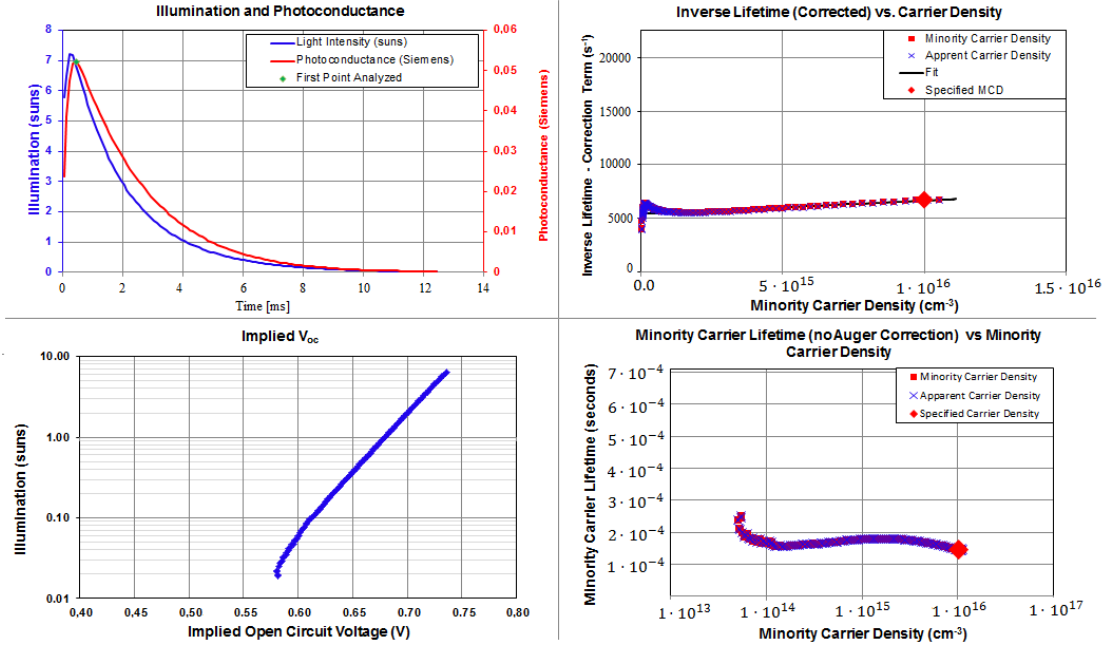 Illumination and Photoconductance
8
7
6
5
4
3
2
1
0
Illumination (suns)
0,06
0,05
0,04
0,03
0,02
0,01
0
Photoconductance (Siemens)
Light Intensity (suns)
Photoconductance (Siemens)
First Point Analyzed
0 2 4 6 8 10 12 14
Time [ms]
Inverse Lifetime (Corrected) vs. Carrier Density
Inverse Lifetime - Correction Term (s⁻¹)
20000
15000
10000
5000
0
Minority Carrier Density
Apprent Carrier Density
Fit
Specified MCD
0.0 5 · 10¹⁵ 1 · 10¹⁶ 1.5 · 10¹⁶
Minority Carrier Density (cm⁻³)
Implied Voc
Illumination (suns)
10.00
1.00
0.10
0.01
0,40 0,45 0,50 0,55 0,60 0,65 0,70 0,75 0,80
Implied Open Circuit Voltage (V)
Minority Carrier Lifetime (no Auger Correction) vs Minority
Carrier Density
Minority Carrier Lifetime (seconds)
7 · 10⁻⁴
6 · 10⁻⁴
5 · 10⁻⁴
4 · 10⁻⁴
3 · 10⁻⁴
2 · 10⁻⁴
1 · 10⁻⁴
Minority Carrier Density
Apparent Carrier Density
Specified Carrier Density
1 · 10¹³ 1 · 10¹⁴ 1 · 10¹⁵ 1 · 10¹⁶ 1 · 10¹⁷
Minority Carrier Density (cm⁻³)